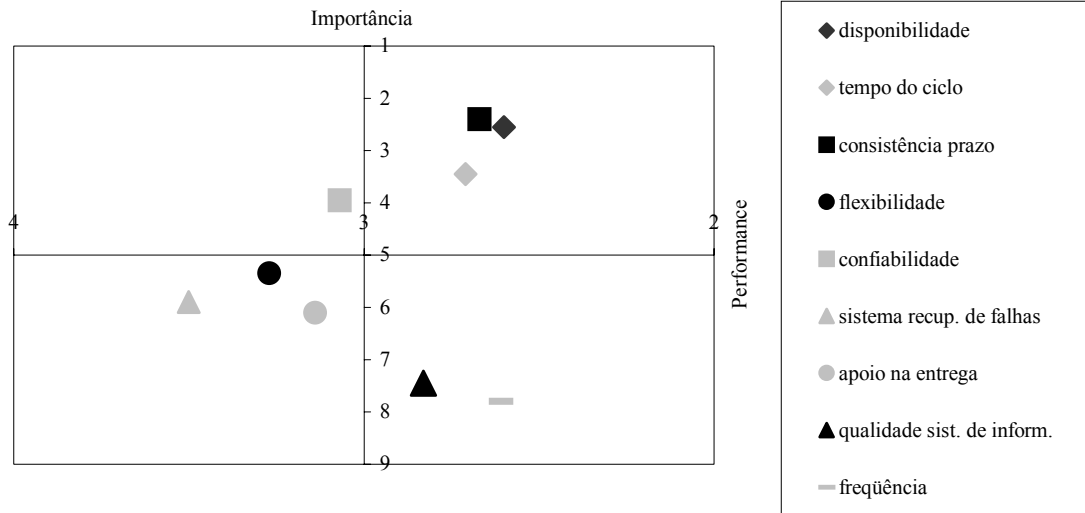 Importância
1
2
3
4
4
3
2
5
6
7
8
9
Performance
disponibilidade
tempo do ciclo
consistência prazo
flexibilidade
confiabilidade
sistema recup. de falhas
apoio na entrega
qualidade sist. de inform.
freqüência